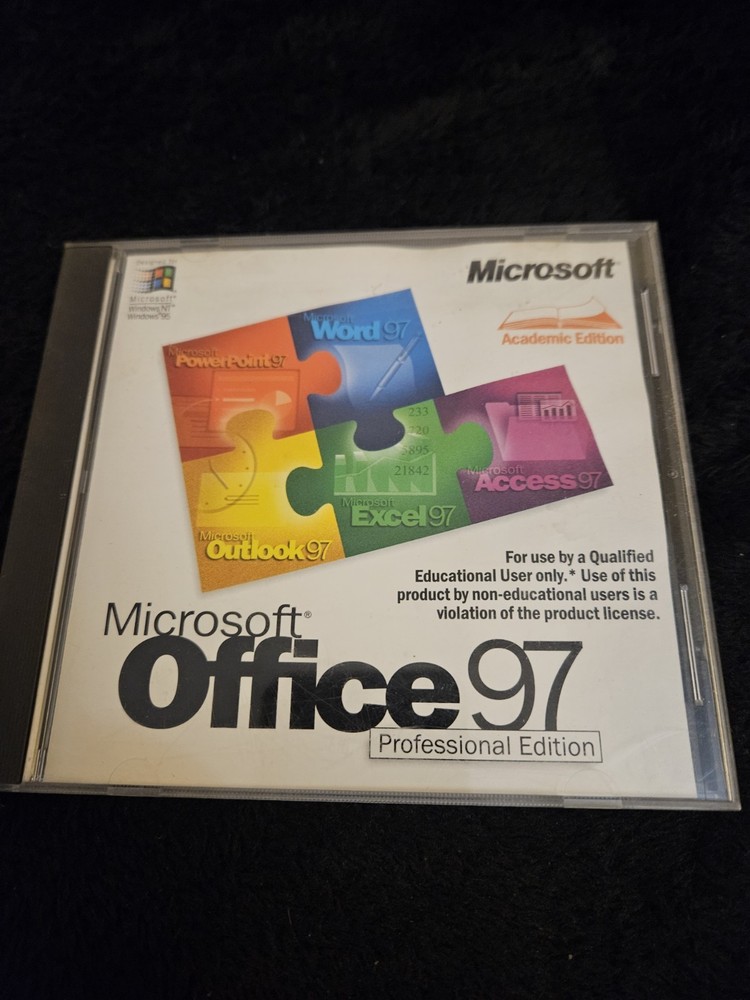 Designed for
Microsoft®
Windows NT®
Windows®95
Microsoft®
Academic Edition
Microsoft
Word 97
Microsoft
PowerPoint 97
233
220
5895
21842
Microsoft
Access 97
Microsoft
Excel 97
Microsoft
Outlook 97
For use by a Qualified
Educational User only.* Use of this
product by non-educational users is a
violation of the product license.
Microsoft®
Office 97
Professional Edition